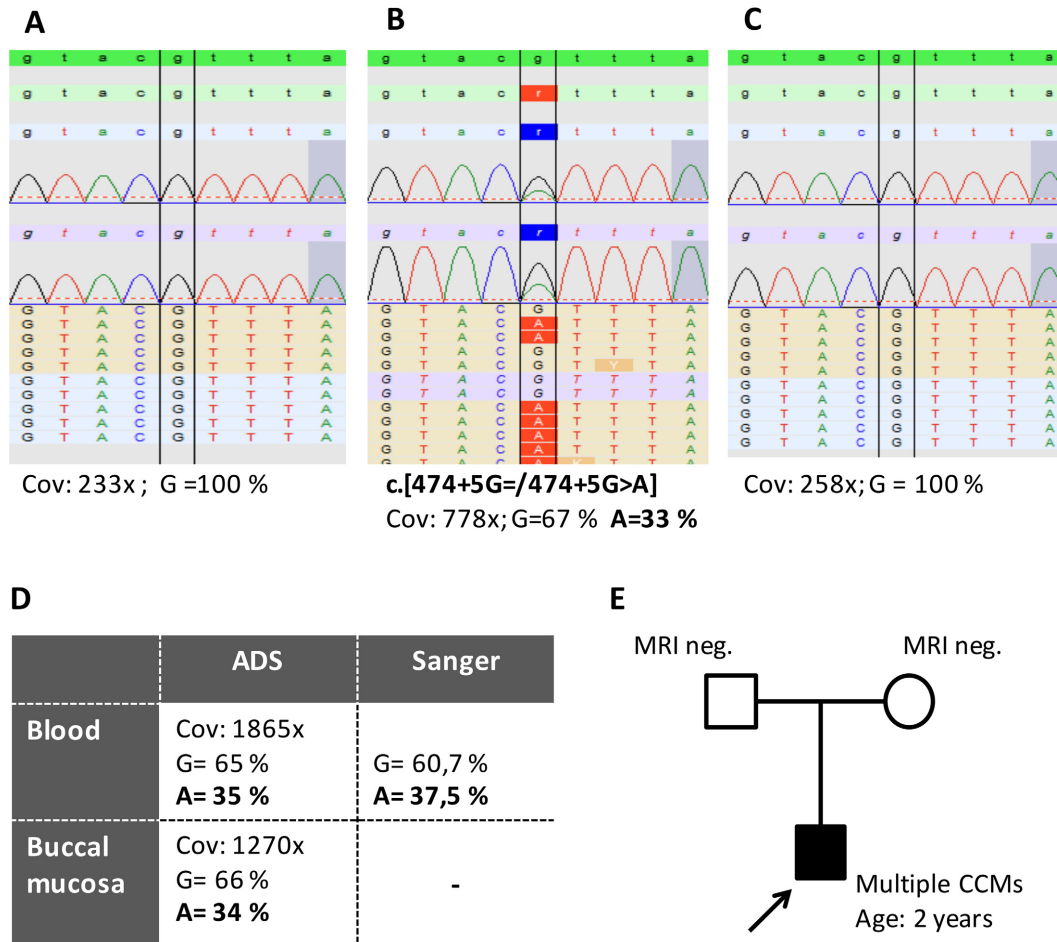 A
g t a c g t t t a
g t a c g t t t a
g t a c g t t t a
g t a c g t t t a
G T A C G T T T A
G T A C G T T T A
G T A C G T T T A
G T A C G T T T A
G T A C G T T T A
G T A C G T T T A
G T A C G T T T A
G T A C G T T T A
G T A C G T T T A
G T A C G T T T A
Cov: 233x ; G =100 %
B
g t a c g t t t a
g t a c r t t t a
g t a c r t t t a
g t a c r t t t a
G T A C G T T T A
G T A C A T T T A
G T A C A T T T A
G T A C G T T T A
G T A C G T Y T A
G T A C G T T T A
G T A C G T T T A
G T A C A T T T A
G T A C A T T T A
G T A C A T T T A
G T A C A T T T A
G T A C A K T T A
c.[474+5G=/474+5G>A]
Cov: 778x; G=67 % A=33 %
C
g t a c g t t t a
g t a c g t t t a
g t a c g t t t a
g t a c g t t t a
G T A C G T T T A
G T A C G T T T A
G T A C G T T T A
G T A C G T T T A
G T A C G T T T A
G T A C G T T T A
G T A C G T T T A
G T A C G T T T A
G T A C G T T T A
G T A C G T T T A
Cov: 258x; G = 100 %
D
ADS Sanger
Blood
Cov: 1865x
G= 65 % G= 60,7 %
A= 35 % A= 37,5 %
Buccal
mucosa
Cov: 1270x
G= 66 %
A= 34 %
-
E
MRI neg. MRI neg.
Multiple CCMs
Age: 2 years